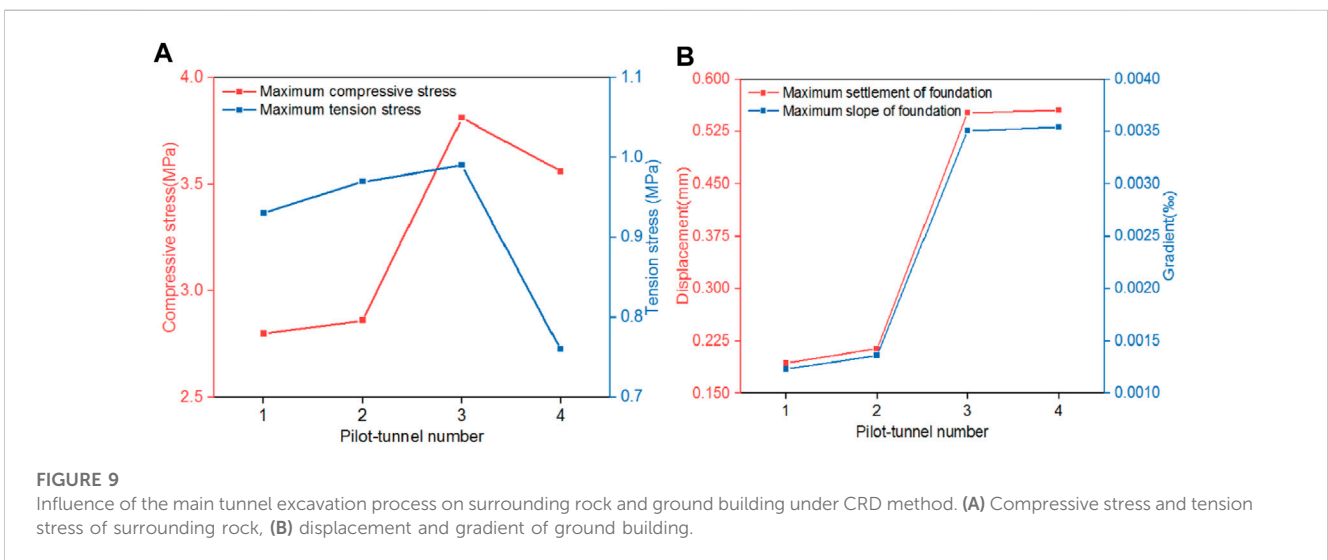 A
4.0
3.5
3.0
2.5
Compressive stress(MPa)
Maximum compressive stress
Maximum tension stress
1.1
1.0
0.9
0.8
0.7
Tension stress (MPa)
1 2 3 4
Pilot-tunnel number
B
0.600
0.525
0.450
0.375
0.300
0.225
0.150
Displacement(mm)
Maximum settlement of foundation
Maximum slope of foundation
0.0040
0.0035
0.0030
0.0025
0.0020
0.0015
0.0010
Gradient(‰)
1 2 3 4
Pilot-tunnel number
FIGURE 9
Influence of the main tunnel excavation process on surrounding rock and ground building under CRD method. (A) Compressive stress and tension
stress of surrounding rock, (B) displacement and gradient of ground building.